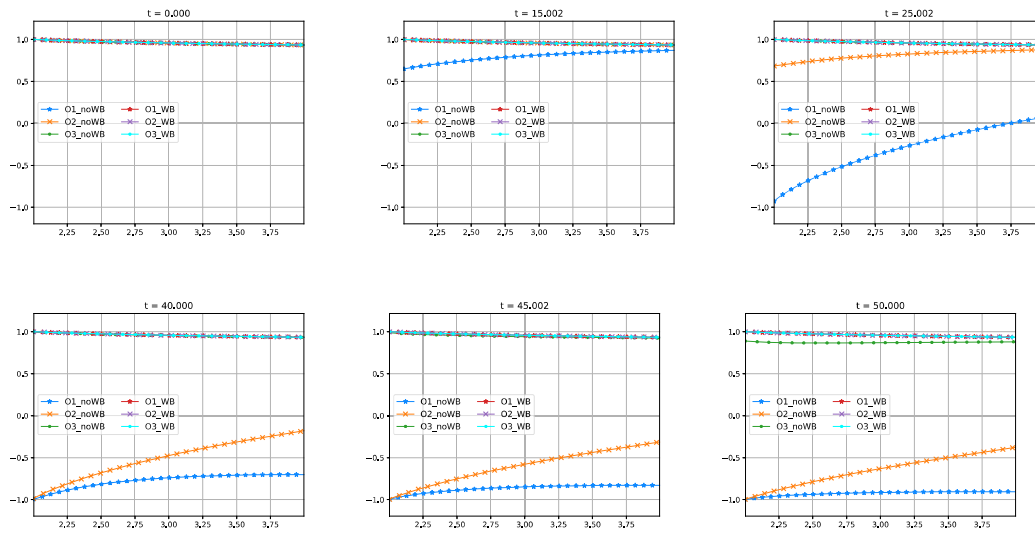 t = 0.000
1.0
0.5
0.0
−0.5
−1.0
O1_noWB O1_WB
O2_noWB O2_WB
O3_noWB O3_WB
2.25 2.50 2.75 3.00 3.25 3.50 3.75
t = 15.002
1.0
0.5
0.0
−0.5
−1.0
O1_noWB O1_WB
O2_noWB O2_WB
O3_noWB O3_WB
2.25 2.50 2.75 3.00 3.25 3.50 3.75
t = 25.002
1.0
0.5
0.0
−0.5
−1.0
O1_noWB O1_WB
O2_noWB O2_WB
O3_noWB O3_WB
2.25 2.50 2.75 3.00 3.25 3.50 3.75
t = 40.000
1.0
0.5
0.0
−0.5
−1.0
O1_noWB O1_WB
O2_noWB O2_WB
O3_noWB O3_WB
2.25 2.50 2.75 3.00 3.25 3.50 3.75
t = 45.002
1.0
0.5
0.0
−0.5
−1.0
O1_noWB O1_WB
O2_noWB O2_WB
O3_noWB O3_WB
2.25 2.50 2.75 3.00 3.25 3.50 3.75
t = 50.000
1.0
0.5
0.0
−0.5
−1.0
O1_noWB O1_WB
O2_noWB O2_WB
O3_noWB O3_WB
2.25 2.50 2.75 3.00 3.25 3.50 3.75